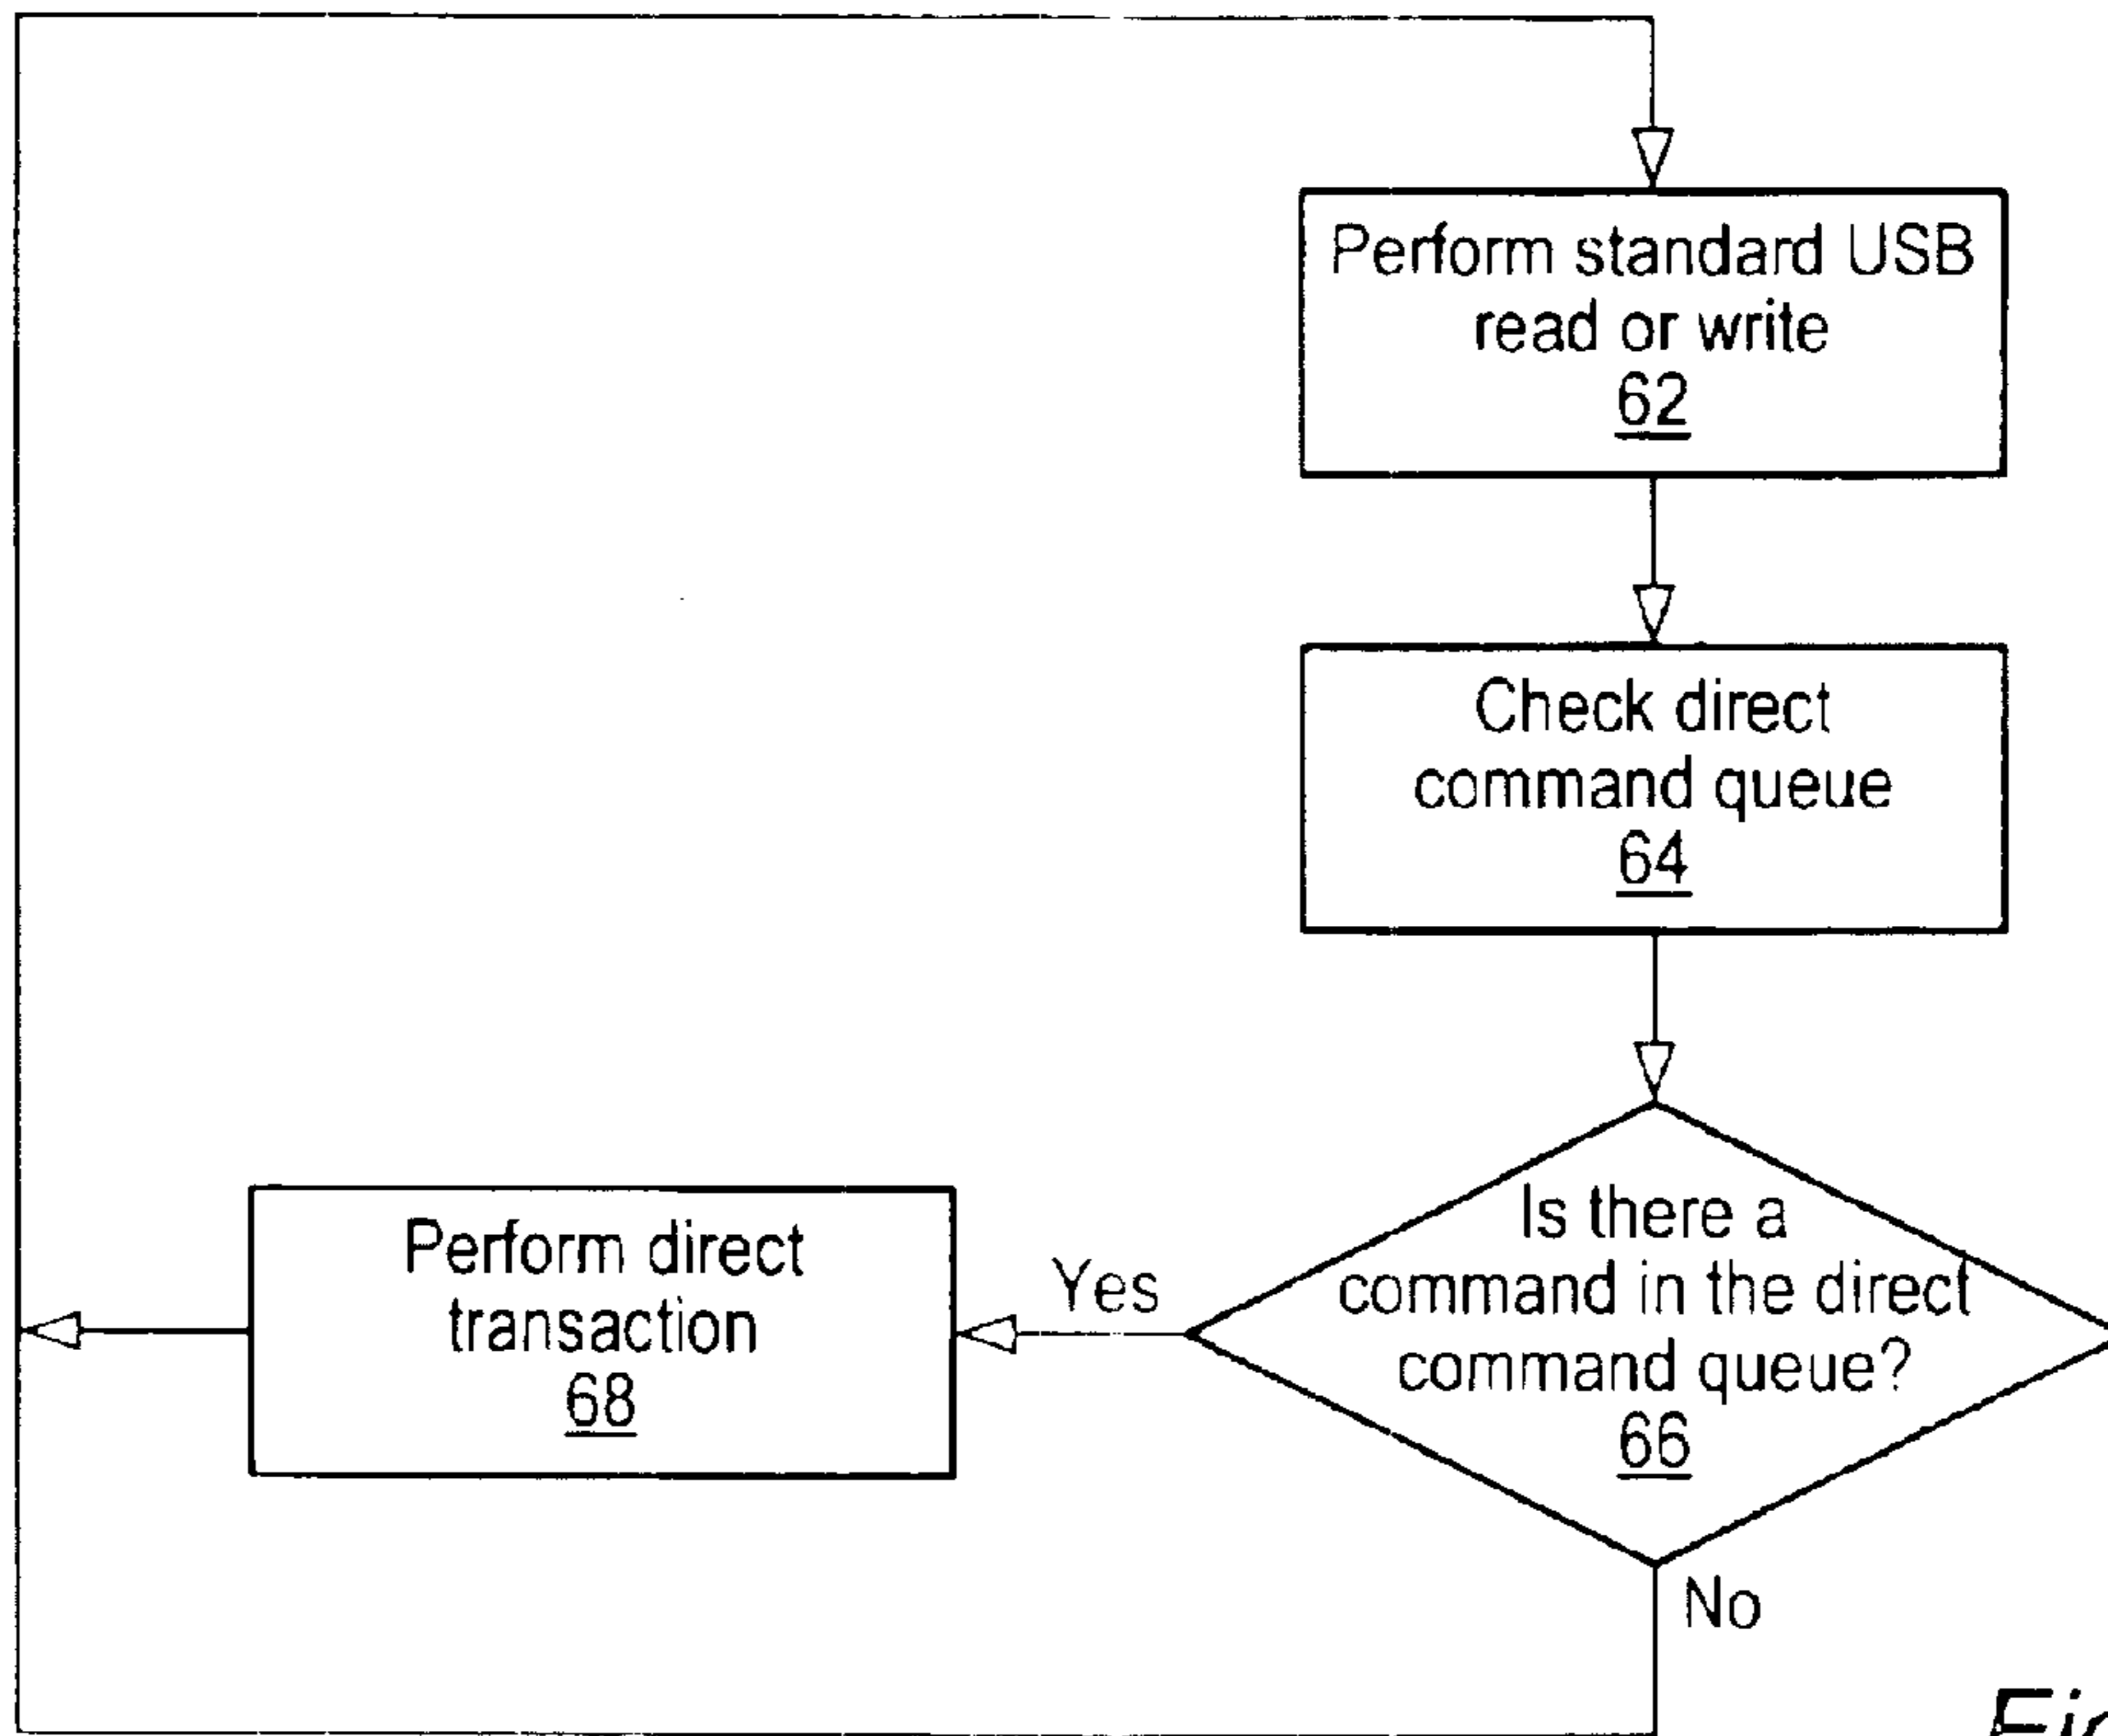 Perform standard USB
read or write
62
Check direct
command queue
64
Is there a
command in the direct
command queue?
66
Yes
Perform direct
transaction
68
No